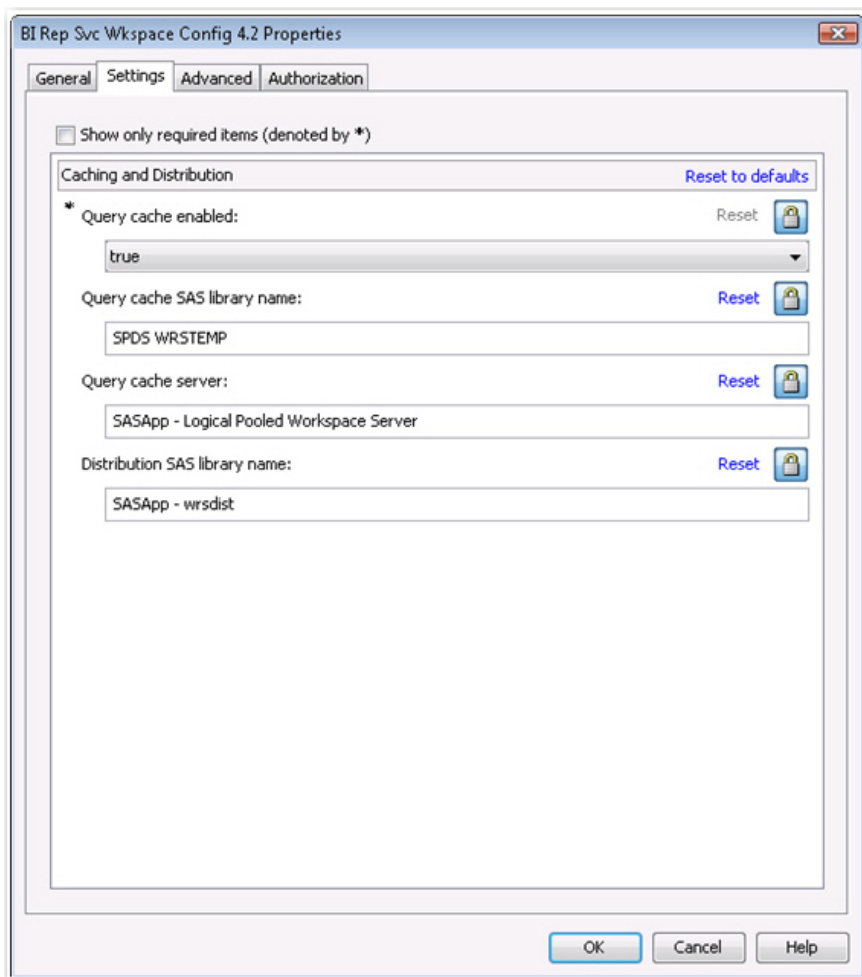 BI Rep Svc Wkspace Config 4.2 Properties
General Settings Advanced Authorization
Show only required items (denoted by *)
Caching and Distribution Reset to defaults
* Query cache enabled: Reset
true
Query cache SAS library name: Reset
SPDS WRSTEMP
Query cache server: Reset
SASApp - Logical Pooled Workspace Server
Distribution SAS library name: Reset
SASApp - wrsdist
OK Cancel Help